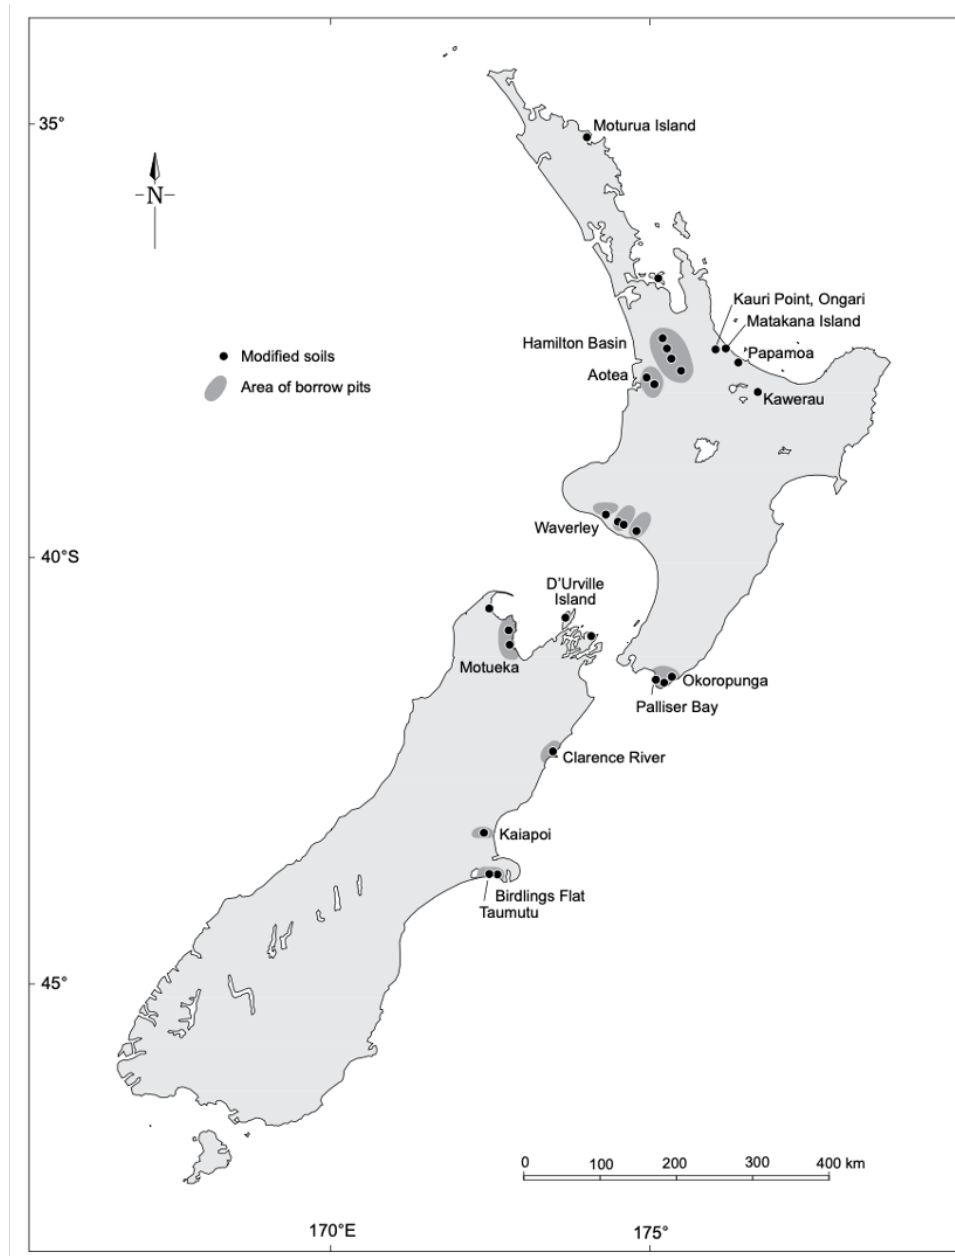 35°
Moturua Island
N
Kauri Point, Ongari
Matakana Island
Hamilton Basin
Papamoa
Modified soils
Aotea
Area of borrow pits
Kawerau
Waverley
40°S
D'Urville
Island
Motueka
Okoropunga
Palliser Bay
Clarence River
Kaiapoi
Birdlings Flat
Taumutu
45°
0 100 200 300 400 km
170°E 175°